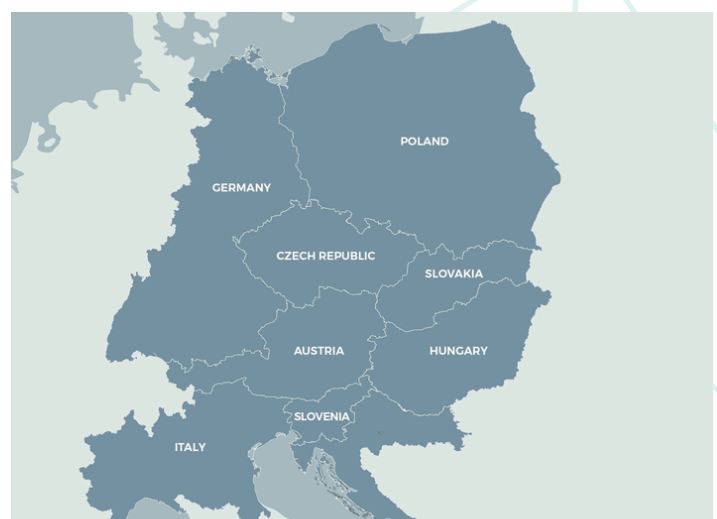 POLAND
GERMANY
CZECH REPUBLIC
SLOVAKIA
AUSTRIA
HUNGARY
SLOVENIA
ITALY